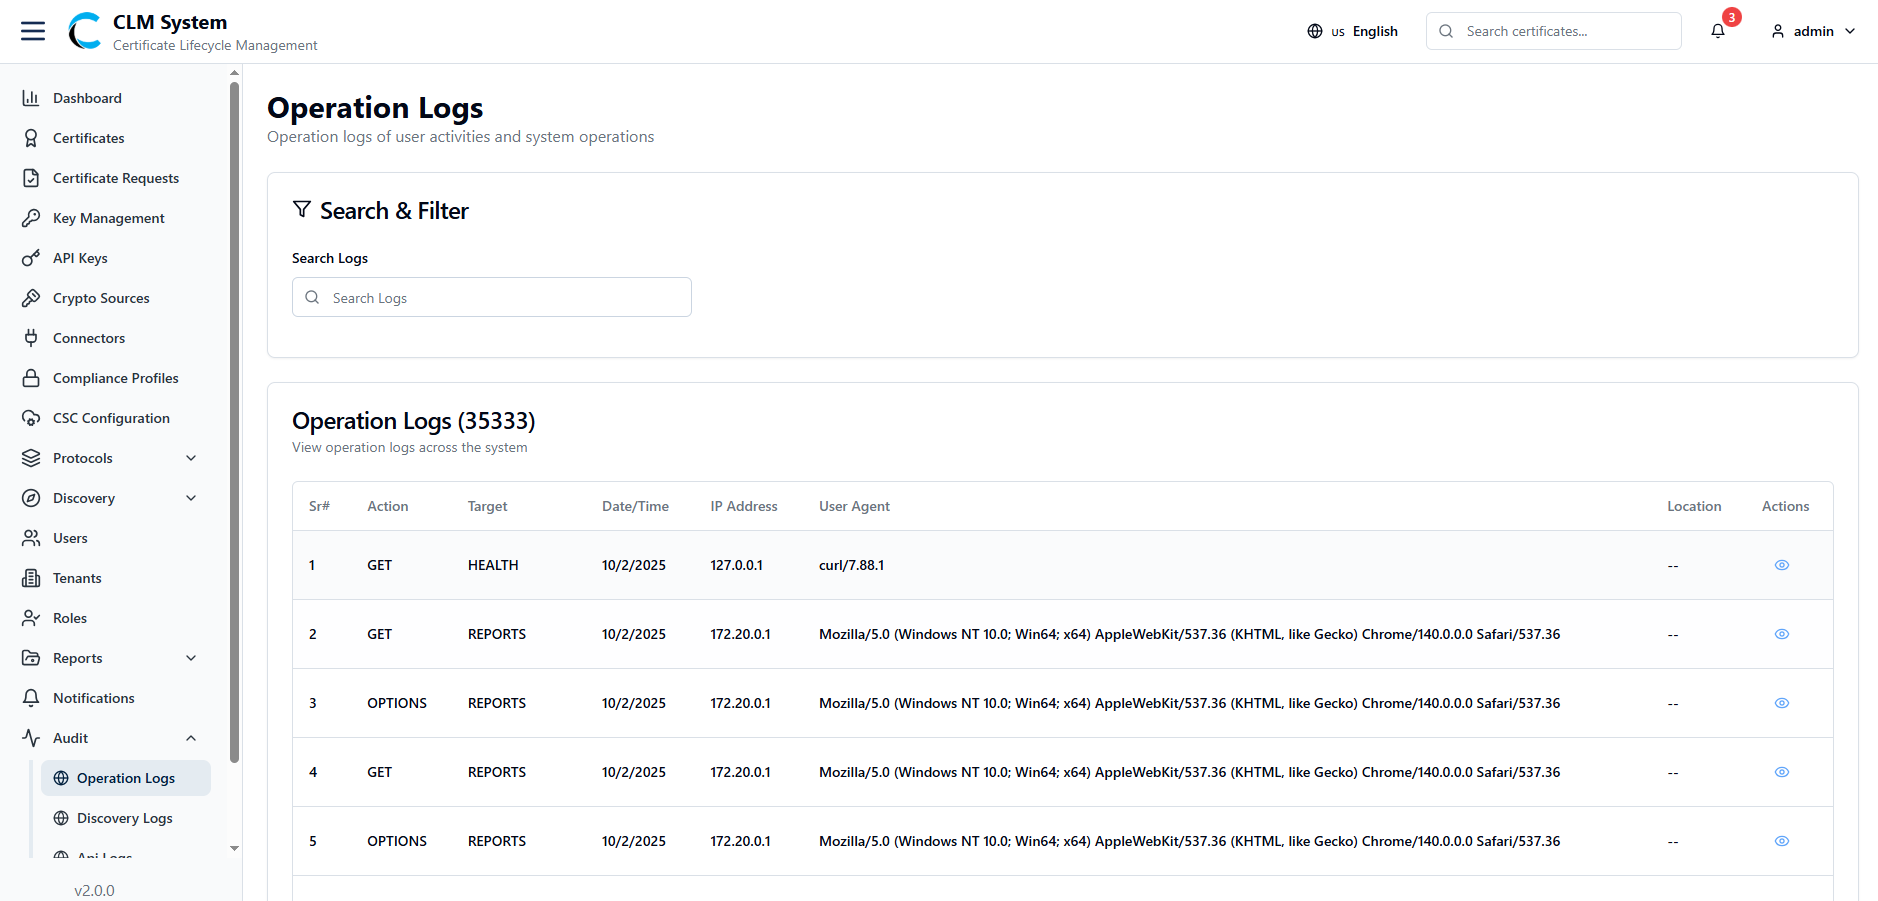 CLM System
Certificate Lifecycle Management
us English
Search certificates...
3
admin
Dashboard
Certificates
Certificate Requests
Key Management
API Keys
Crypto Sources
Connectors
Compliance Profiles
CSC Configuration
Protocols
Discovery
Users
Tenants
Roles
Reports
Notifications
Audit
Operation Logs
Discovery Logs
Api Logs
v2.0.0
Operation Logs
Operation logs of user activities and system operations
Search & Filter
Search Logs
Search Logs
Operation Logs (35333)
View operation logs across the system
Sr# Action Target Date/Time IP Address User Agent Location Actions
1 GET HEALTH 10/2/2025 127.0.0.1 curl/7.88.1 --
2 GET REPORTS 10/2/2025 172.20.0.1 Mozilla/5.0 (Windows NT 10.0; Win64; x64) AppleWebKit/537.36 (KHTML, like Gecko) Chrome/140.0.0.0 Safari/537.36 --
3 OPTIONS REPORTS 10/2/2025 172.20.0.1 Mozilla/5.0 (Windows NT 10.0; Win64; x64) AppleWebKit/537.36 (KHTML, like Gecko) Chrome/140.0.0.0 Safari/537.36 --
4 GET REPORTS 10/2/2025 172.20.0.1 Mozilla/5.0 (Windows NT 10.0; Win64; x64) AppleWebKit/537.36 (KHTML, like Gecko) Chrome/140.0.0.0 Safari/537.36 --
5 OPTIONS REPORTS 10/2/2025 172.20.0.1 Mozilla/5.0 (Windows NT 10.0; Win64; x64) AppleWebKit/537.36 (KHTML, like Gecko) Chrome/140.0.0.0 Safari/537.36 --